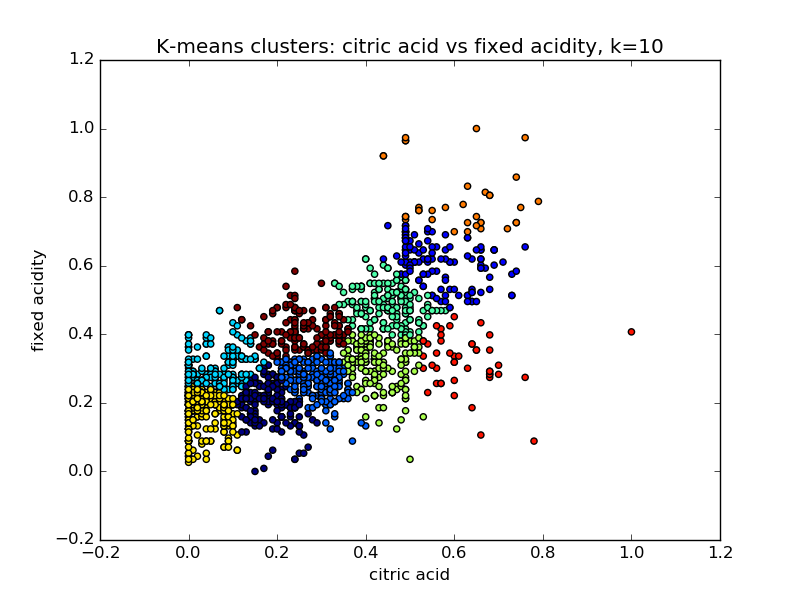 K-means clusters: citric acid vs fixed acidity, k=10
1.2
1.0
0.8
0.6
0.4
0.2
0.0
−0.2
fixed acidity
−0.2 0.0 0.2 0.4 0.6 0.8 1.0 1.2
citric acid